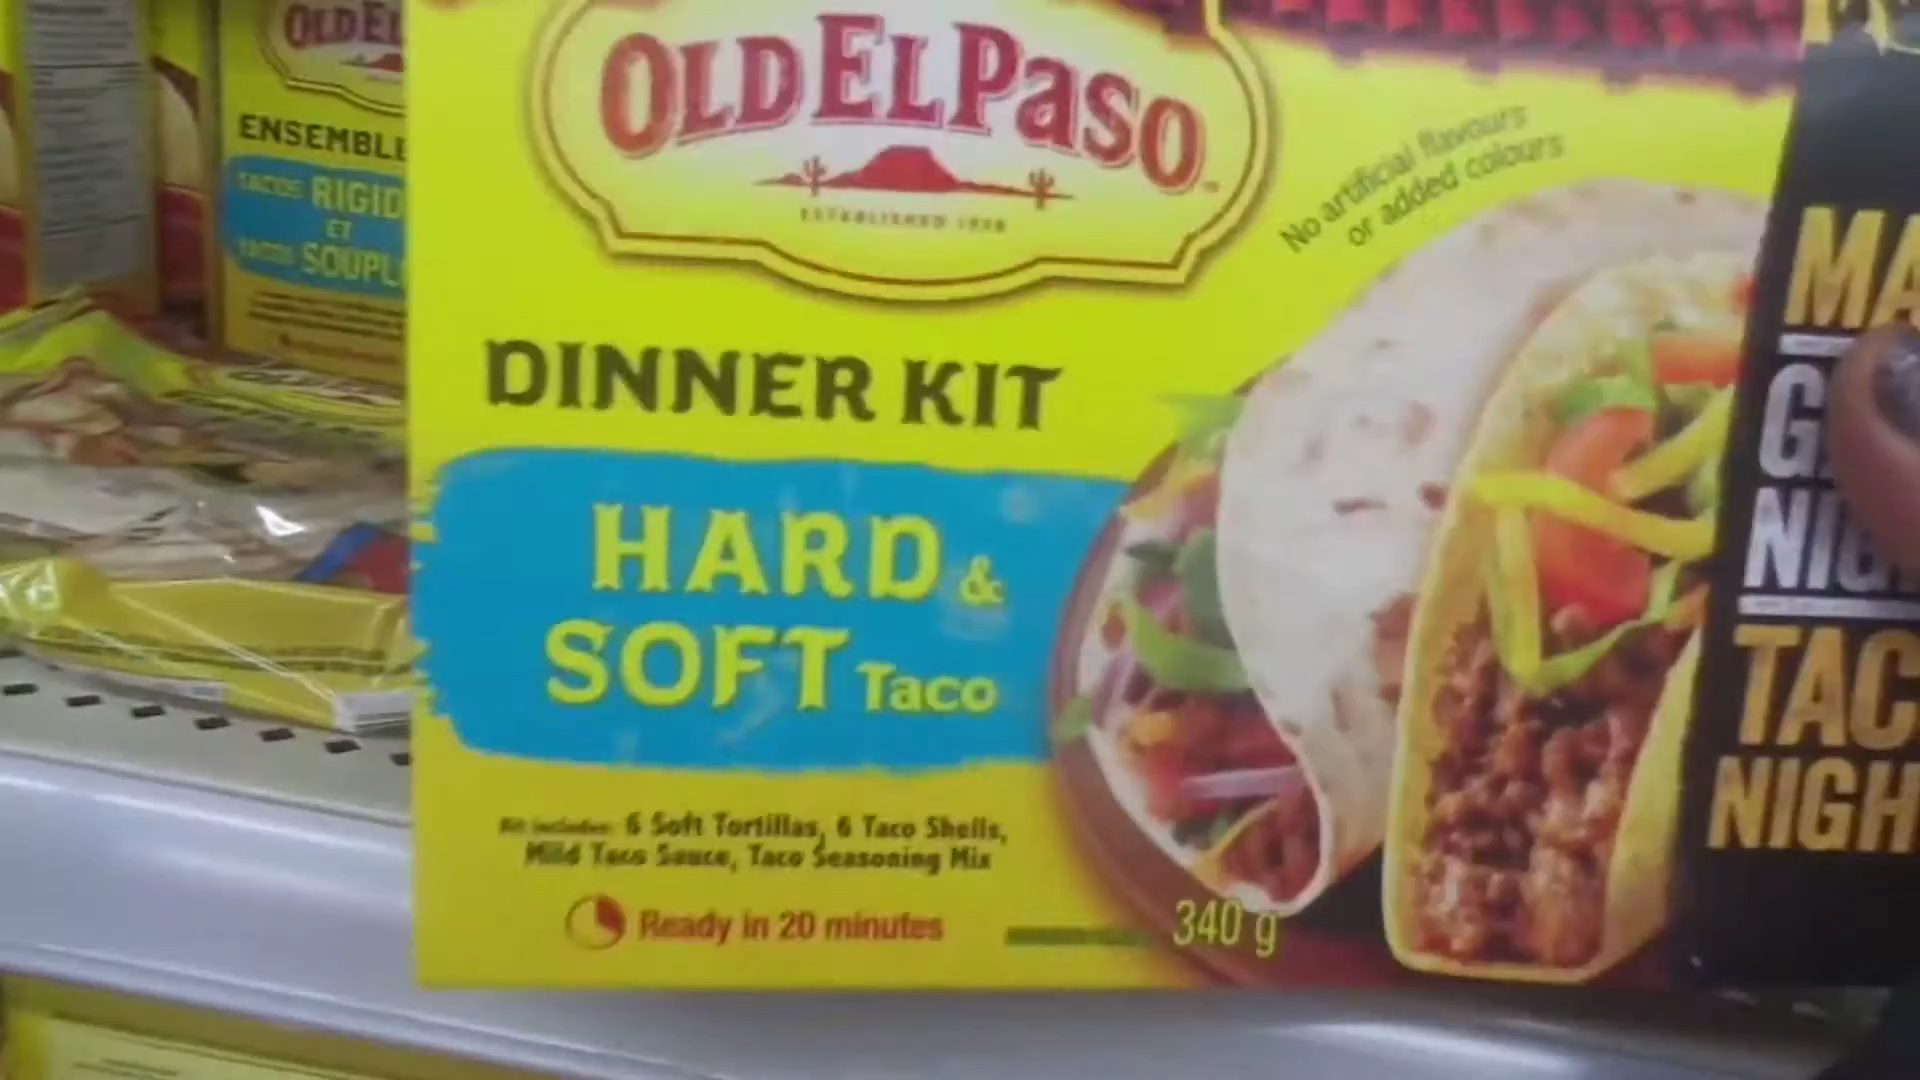 OLD EL
ENSEMBLE
TACOS RIGID
ET
TACOS SOUPL
OLD EL PASO
ESTABLISHED 1938
No artificial flavours
or added colours
DINNER KIT
HARD &
SOFT Taco
Kit includes: 6 Soft Tortillas, 6 Taco Shells,
Mild Taco Sauce, Taco Seasoning Mix
Ready in 20 minutes
340 g
MA
G
NIG
TAC
NIGH